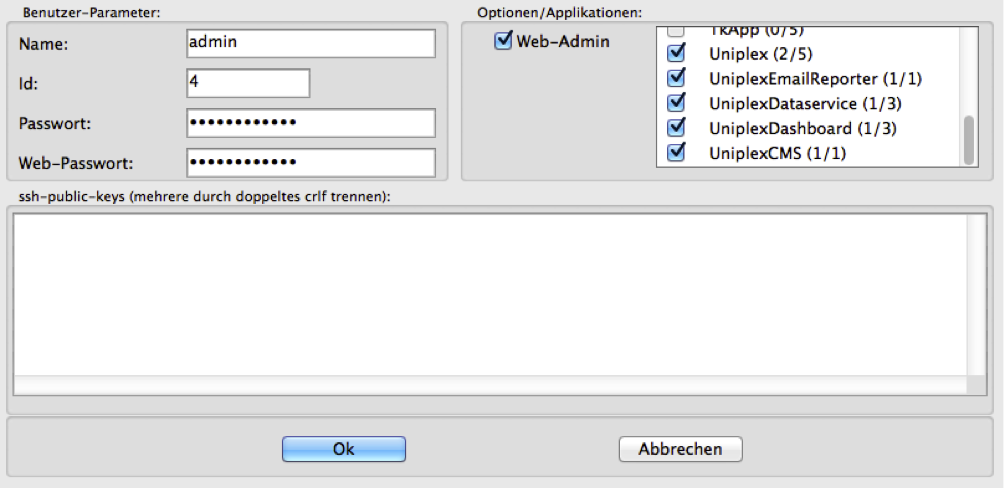 Benutzer-Parameter:
Name: admin
Id: 4
Passwort: ••••••••••••
Web-Passwort: ••••••••••••
Optionen/Applikationen:
Web-Admin
TkApp (0/5)
Uniplex (2/5)
UniplexEmailReporter (1/1)
UniplexDataservice (1/3)
UniplexDashboard (1/3)
UniplexCMS (1/1)
ssh-public-keys (mehrere durch doppeltes crlf trennen):
Ok
Abbrechen